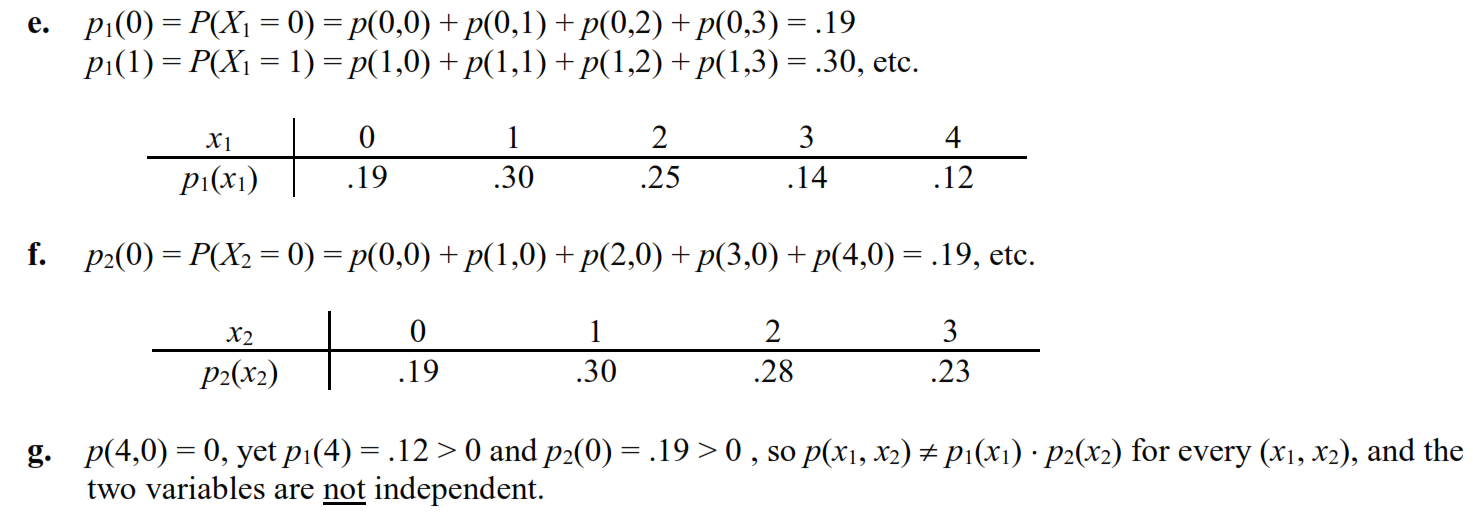 e. p₁(0) = P(X₁ = 0) = p(0,0) + p(0,1) + p(0,2) + p(0,3) = .19
p₁(1) = P(X₁ = 1) = p(1,0) + p(1,1) + p(1,2) + p(1,3) = .30, etc.
x₁ 0 1 2 3 4
p₁(x₁) .19 .30 .25 .14 .12
f. p₂(0) = P(X₂ = 0) = p(0,0) + p(1,0) + p(2,0) + p(3,0) + p(4,0) = .19, etc.
x₂ 0 1 2 3
p₂(x₂) .19 .30 .28 .23
g. p(4,0) = 0, yet p₁(4) = .12 > 0 and p₂(0) = .19 > 0 , so p(x₁, x₂) ≠ p₁(x₁) · p₂(x₂) for every (x₁, x₂), and the
two variables are not independent.